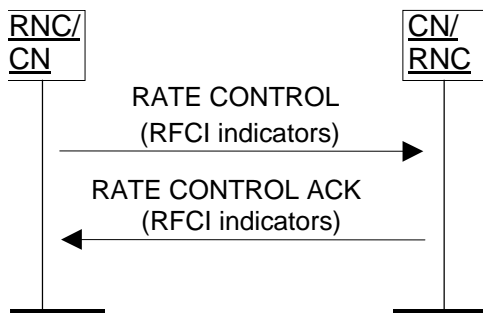 RNC/
CN
CN/
RNC
RATE CONTROL
(RFCI indicators)
RATE CONTROL ACK
(RFCI indicators)